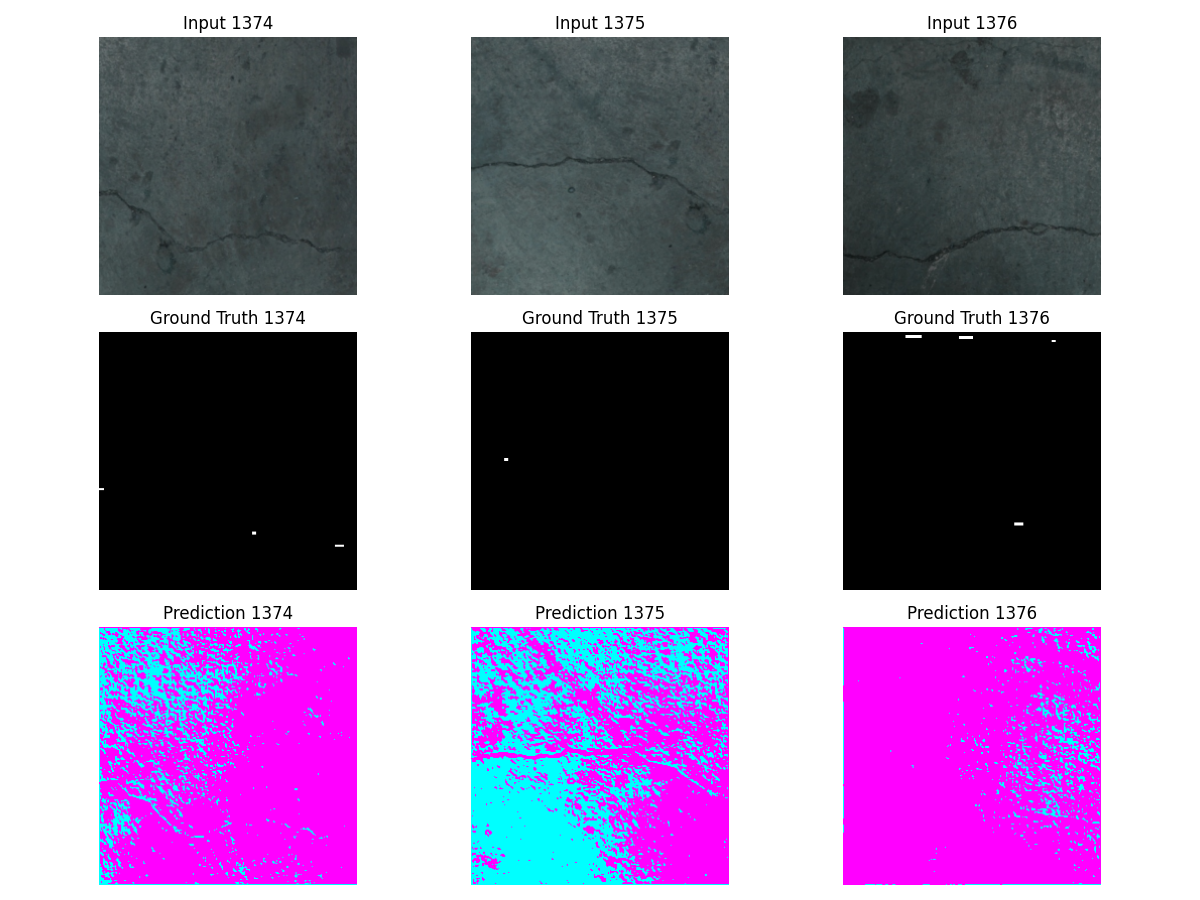 Input 1374
Input 1375
Input 1376
Ground Truth 1374
Ground Truth 1375
Ground Truth 1376
Prediction 1374
Prediction 1375
Prediction 1376